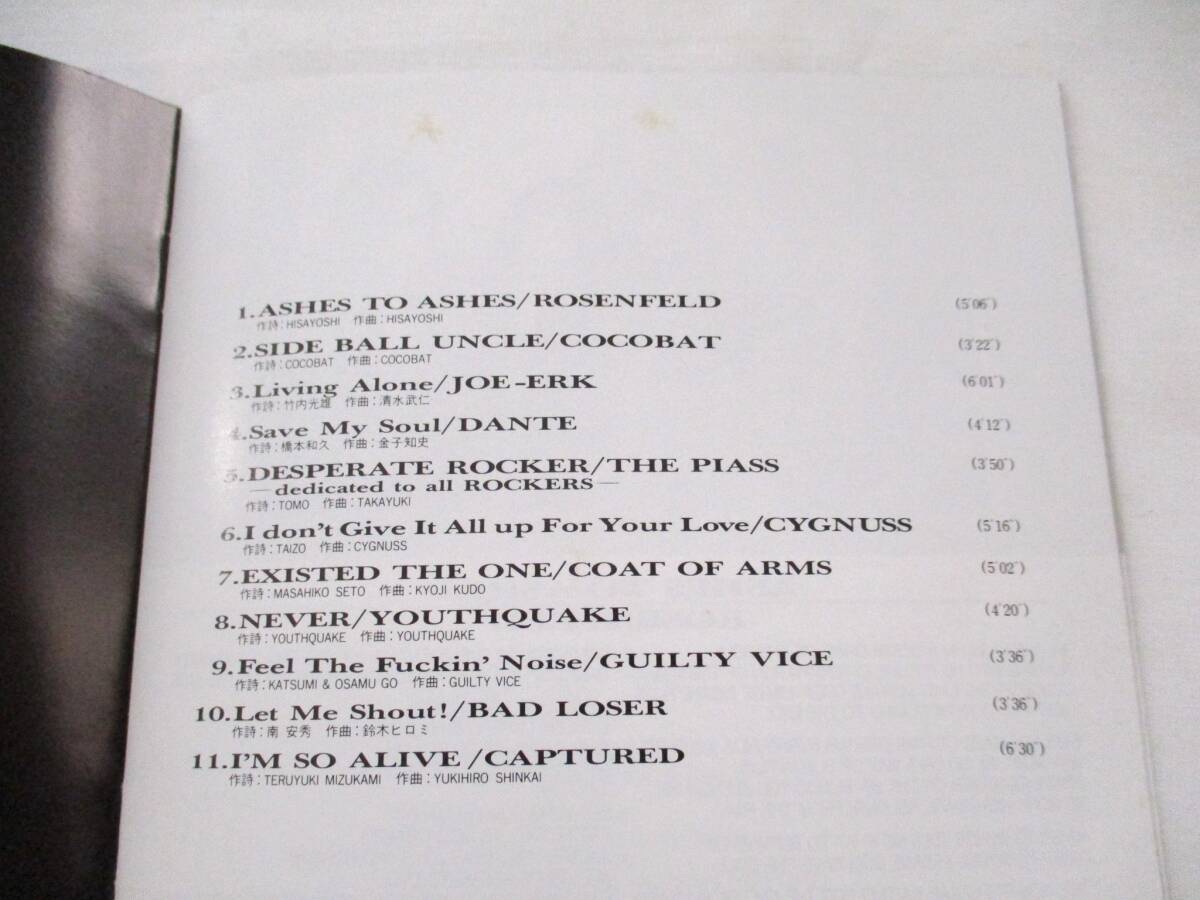 1.ASHES TO ASHES/ROSENFELD (5'06")
作詩:HISAYOSHI 作曲:HISAYOSHI
2.SIDE BALL UNCLE/COCOBAT (3'22")
作詩:COCOBAT 作曲:COCOBAT
3.Living Alone/JOE-ERK (6'01")
作詩:竹内光雄 作曲:清水武仁
4.Save My Soul/DANTE (4'12")
作詩:橋本和久 作曲:金子知史
5.DESPERATE ROCKER/THE PIASS (3'50")
—dedicated to all ROCKERS—
作詩:TOMO 作曲:TAKAYUKI
6.I don't Give It All up For Your Love/CYGNUSS (5'16")
作詩:TAIZO 作曲:CYGNUSS
7.EXISTED THE ONE/COAT OF ARMS (5'02")
作詩:MASAHIKO SETO 作曲:KYOJI KUDO
8.NEVER/YOUTHQUAKE (4'20")
作詩:YOUTHQUAKE 作曲:YOUTHQUAKE
9.Feel The Fuckin' Noise/GUILTY VICE (3'36")
作詩:KATSUMI & OSAMU GO 作曲:GUILTY VICE
10.Let Me Shout!/BAD LOSER (3'36")
作詩:南 安秀 作曲:鈴木ヒロミ
11.I'M SO ALIVE/CAPTURED (6'30")
作詩:TERUYUKI MIZUKAMI 作曲:YUKIHIRO SHINKAI